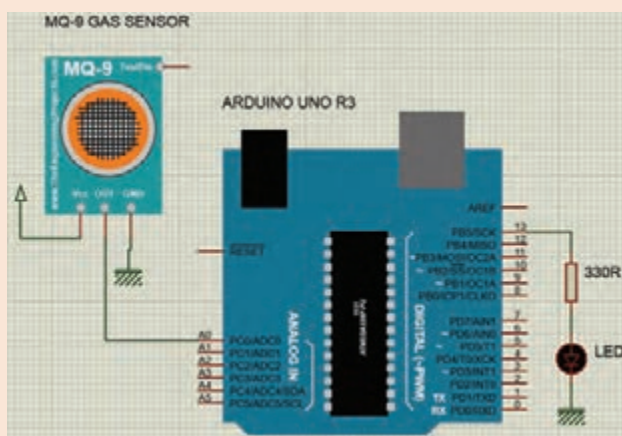 MQ-9 GAS SENSOR
MQ-9
TestPin
Vcc OUT GND
ARDUINO UNO R3
AREF
RESET
PB5/SCK 13
PB4/MISO 12
PB3/MOSI/OC2A 11
PB2/SS/OC1B 10
PB1/OC1A 9
PB0/ICP1/CLKO 8
330R
A0 PC0/ADC0
A1 PC1/ADC1
A2 PC2/ADC2
A3 PC3/ADC3
A4 PC4/ADC4/SDA
A5 PC5/ADC5/SCL
ANALOG IN
DIGITAL (~PWM)
PD7/AIN1 7
PD6/AIN0 6
PD5/T1 5
PD4/T0/XCK 4
PD3/INT1 3
PD2/INT0 2
TX PD1/TXD 1
RX PD0/RXD 0
LED